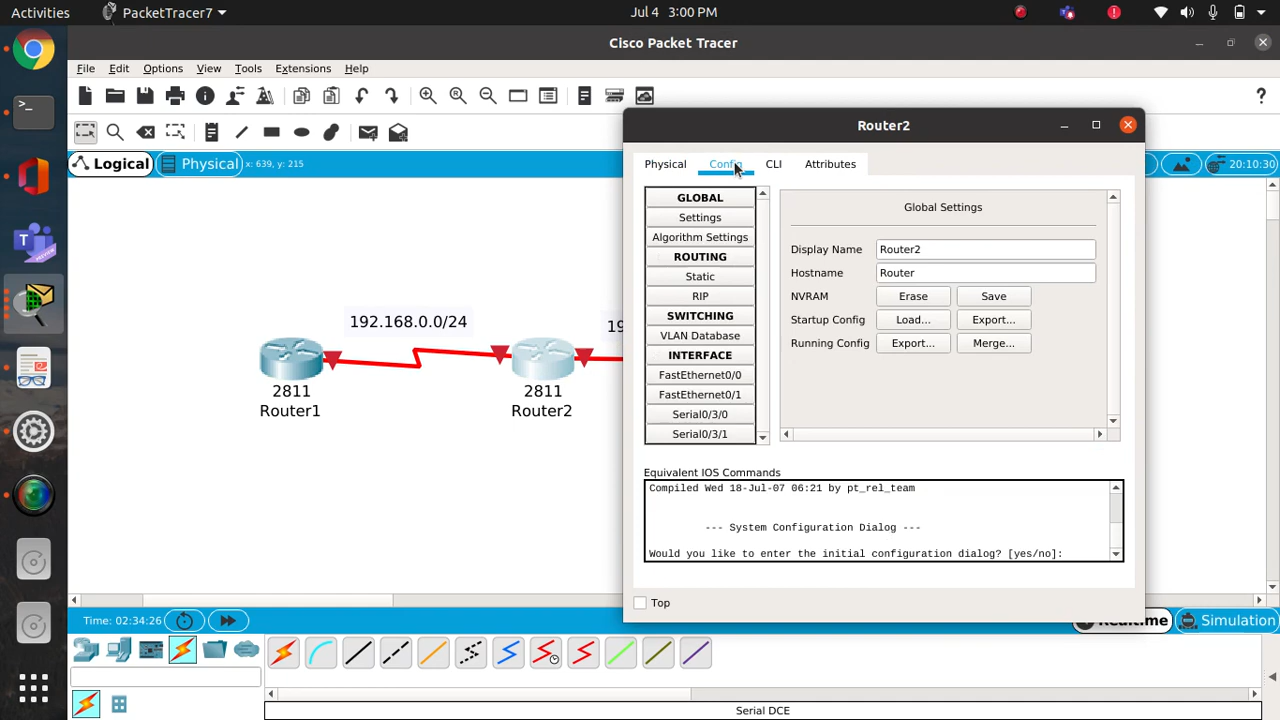 Activities
PacketTracer7
Jul 4 3:00 PM
Cisco Packet Tracer
File Edit Options View Tools Extensions Help
?
Logical
Physical
x: 639, y: 215
20:10:30
Router2
Physical Config CLI Attributes
GLOBAL
Settings
Algorithm Settings
ROUTING
Static
RIP
SWITCHING
VLAN Database
INTERFACE
FastEthernet0/0
FastEthernet0/1
Serial0/3/0
Serial0/3/1
Global Settings
Display Name Router2
Hostname Router
NVRAM Erase Save
Startup Config Load... Export...
Running Config Export... Merge...
Equivalent IOS Commands
Compiled Wed 18-Jul-07 06:21 by pt_rel_team
--- System Configuration Dialog ---
Would you like to enter the initial configuration dialog? [yes/no]:
Top
192.168.0.0/24
19
2811
Router1
2811
Router2
Time: 02:34:26
Realtime
Simulation
Serial DCE